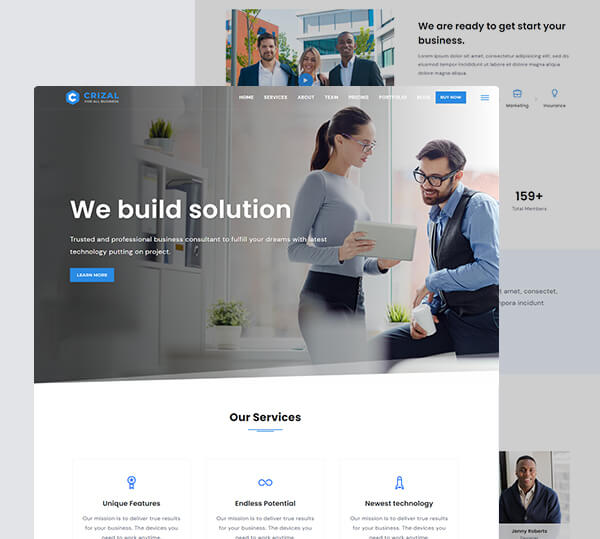 We are ready to get start your
business.
Lorem ipsum dolor sit amet, consectetur adipisicing elit, sed do
eiusmod tempor incididunt ut labore et dolore magna aliqua
dolore magna aliqua.
Marketing
Insurance
CRIZAL
FOR ALL BUSINESS
HOME SERVICES ABOUT TEAM PRICING PORTFOLIO BLOG BUY NOW
We build solution
Trusted and professional business consultant to fulfill your dreams with latest
technology putting on project.
LEARN MORE
159+
Total Members
t amet, consectet,
mpora incidunt
Our Services
Unique Features
Our mission is to deliver true results
for your business. The devices you
need to work anytime.
Endless Potential
Our mission is to deliver true results
for your business. The devices you
need to work anytime.
Newest technology
Our mission is to deliver true results
for your business. The devices you
need to work anytime.
Jenny Roberts